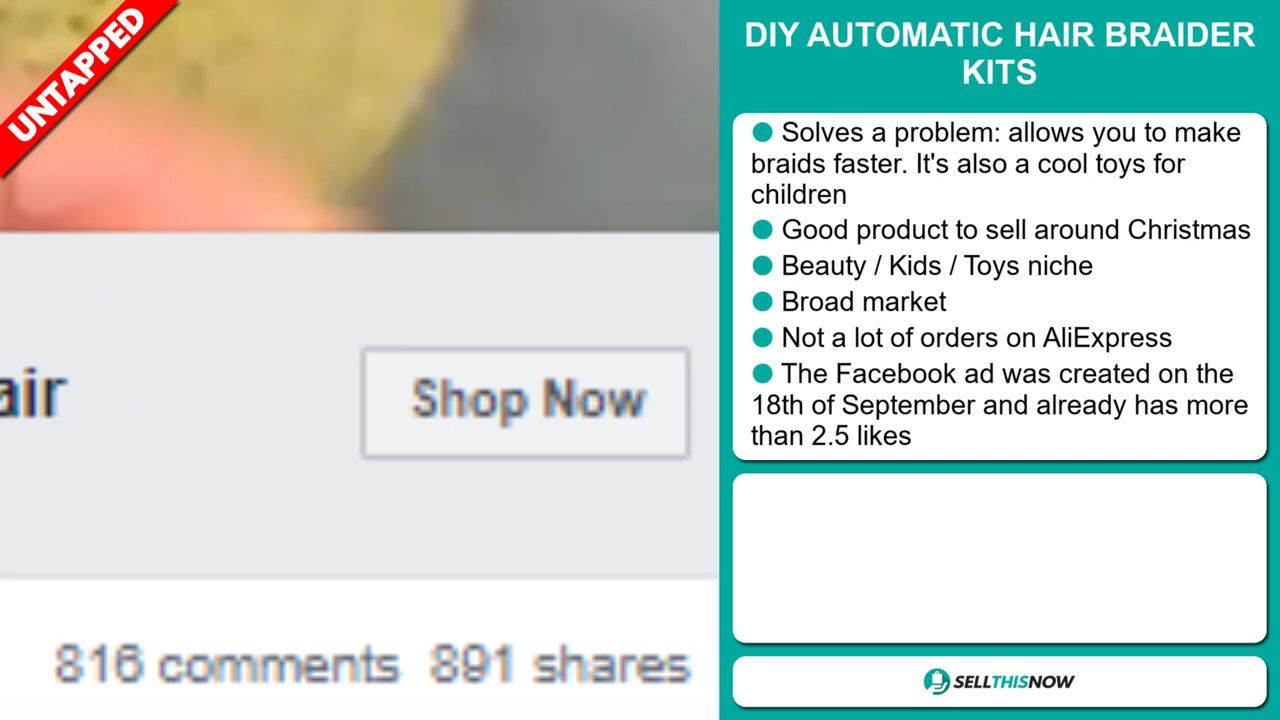 UNTAPPED
air
Shop Now
816 comments 891 shares
DIY AUTOMATIC HAIR BRAIDER
KITS
Solves a problem: allows you to make
braids faster. It's also a cool toys for
children
Good product to sell around Christmas
Beauty / Kids / Toys niche
Broad market
Not a lot of orders on AliExpress
The Facebook ad was created on the
18th of September and already has more
than 2.5 likes
SELLTHISNOW